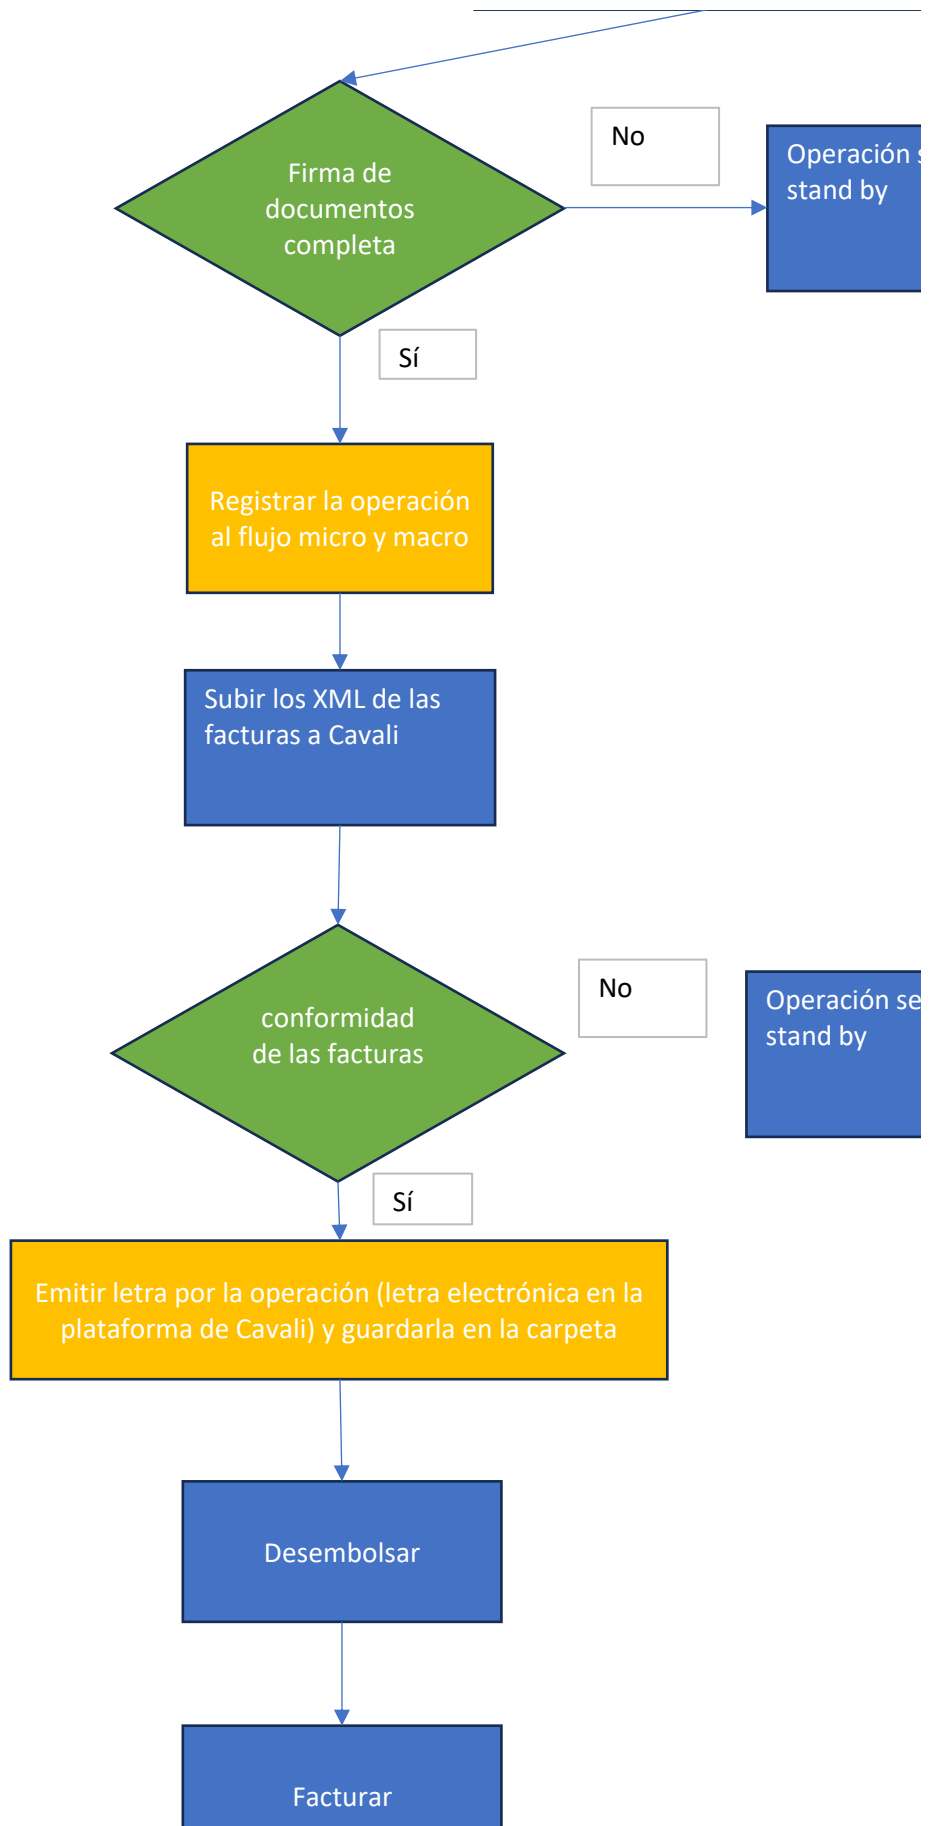 Firma de
documentos
completa
No
Operación
stand by
Sí
Registrar la operación
al flujo micro y macro
Subir los XML de las
facturas a Cavali
conformidad
de las facturas
No
Operación se
stand by
Sí
Emitir letra por la operación (letra electrónica en la
plataforma de Cavali) y guardarla en la carpeta
Desembolsar
Facturar